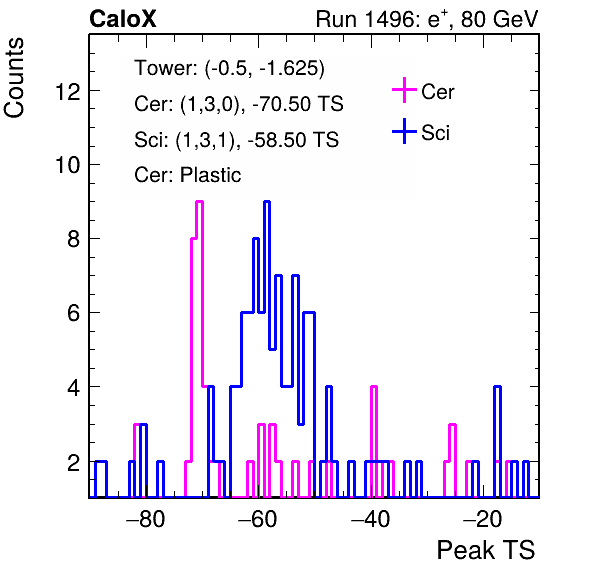 CaloX Run 1496: e⁺, 80 GeV
Counts
Tower: (-0.5, -1.625)
Cer: (1,3,0), -70.50 TS
Sci: (1,3,1), -58.50 TS
Cer: Plastic
Cer
Sci
12
10
8
6
4
2
−80 −60 −40 −20
Peak TS